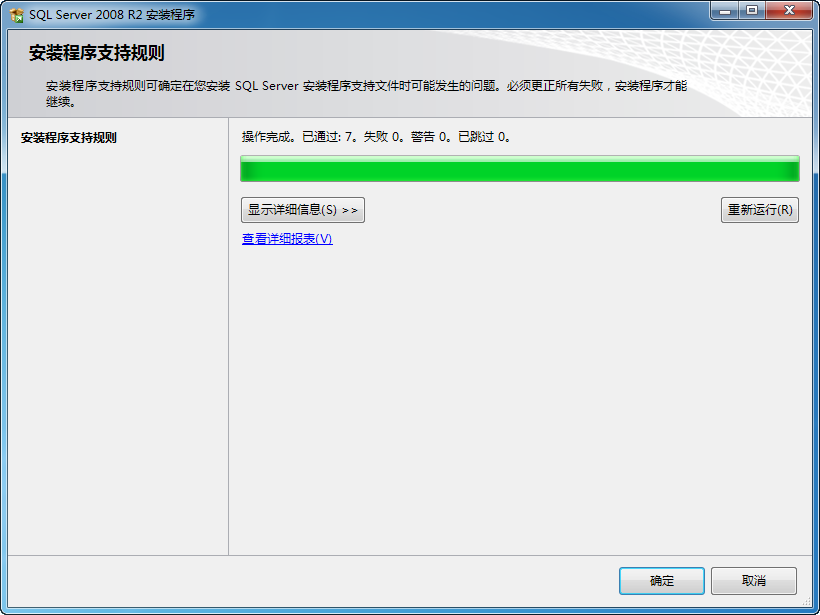 SQL Server 2008 R2 安装程序
安装程序支持规则
安装程序支持规则可确定在您安装 SQL Server 安装程序支持文件时可能发生的问题。必须更正所有失败，安装程序才能
继续。
安装程序支持规则
操作完成。已通过: 7。失败 0。警告 0。已跳过 0。
显示详细信息(S) >>
重新运行(R)
查看详细报表(V)
确定
取消